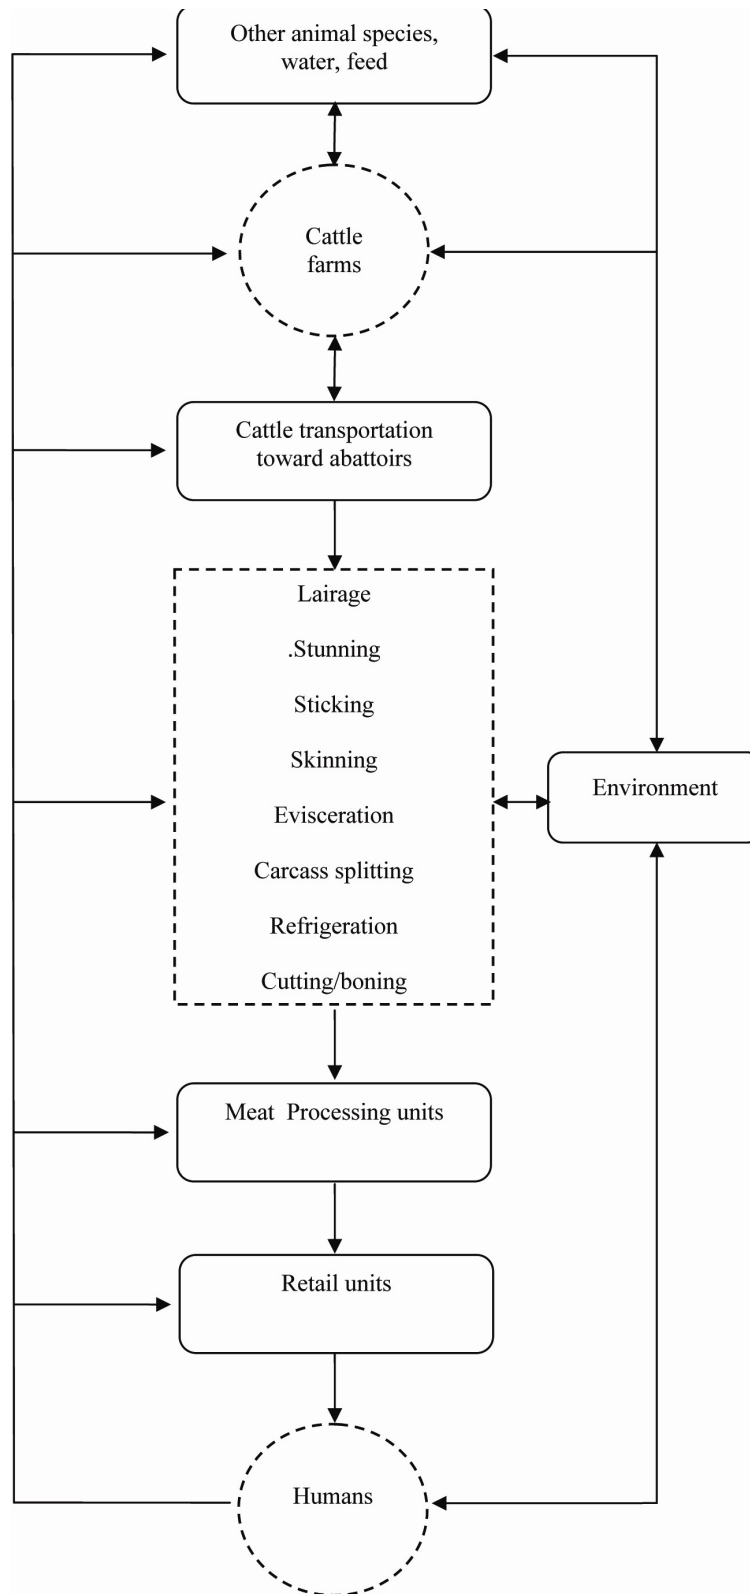 Other animal species,
water, feed
Cattle
farms
Cattle transportation
toward abattoirs
Lairage
.Stunning
Sticking
Skinning
Evisceration
Carcass splitting
Refrigeration
Cutting/boning
Environment
Meat Processing units
Retail units
Humans